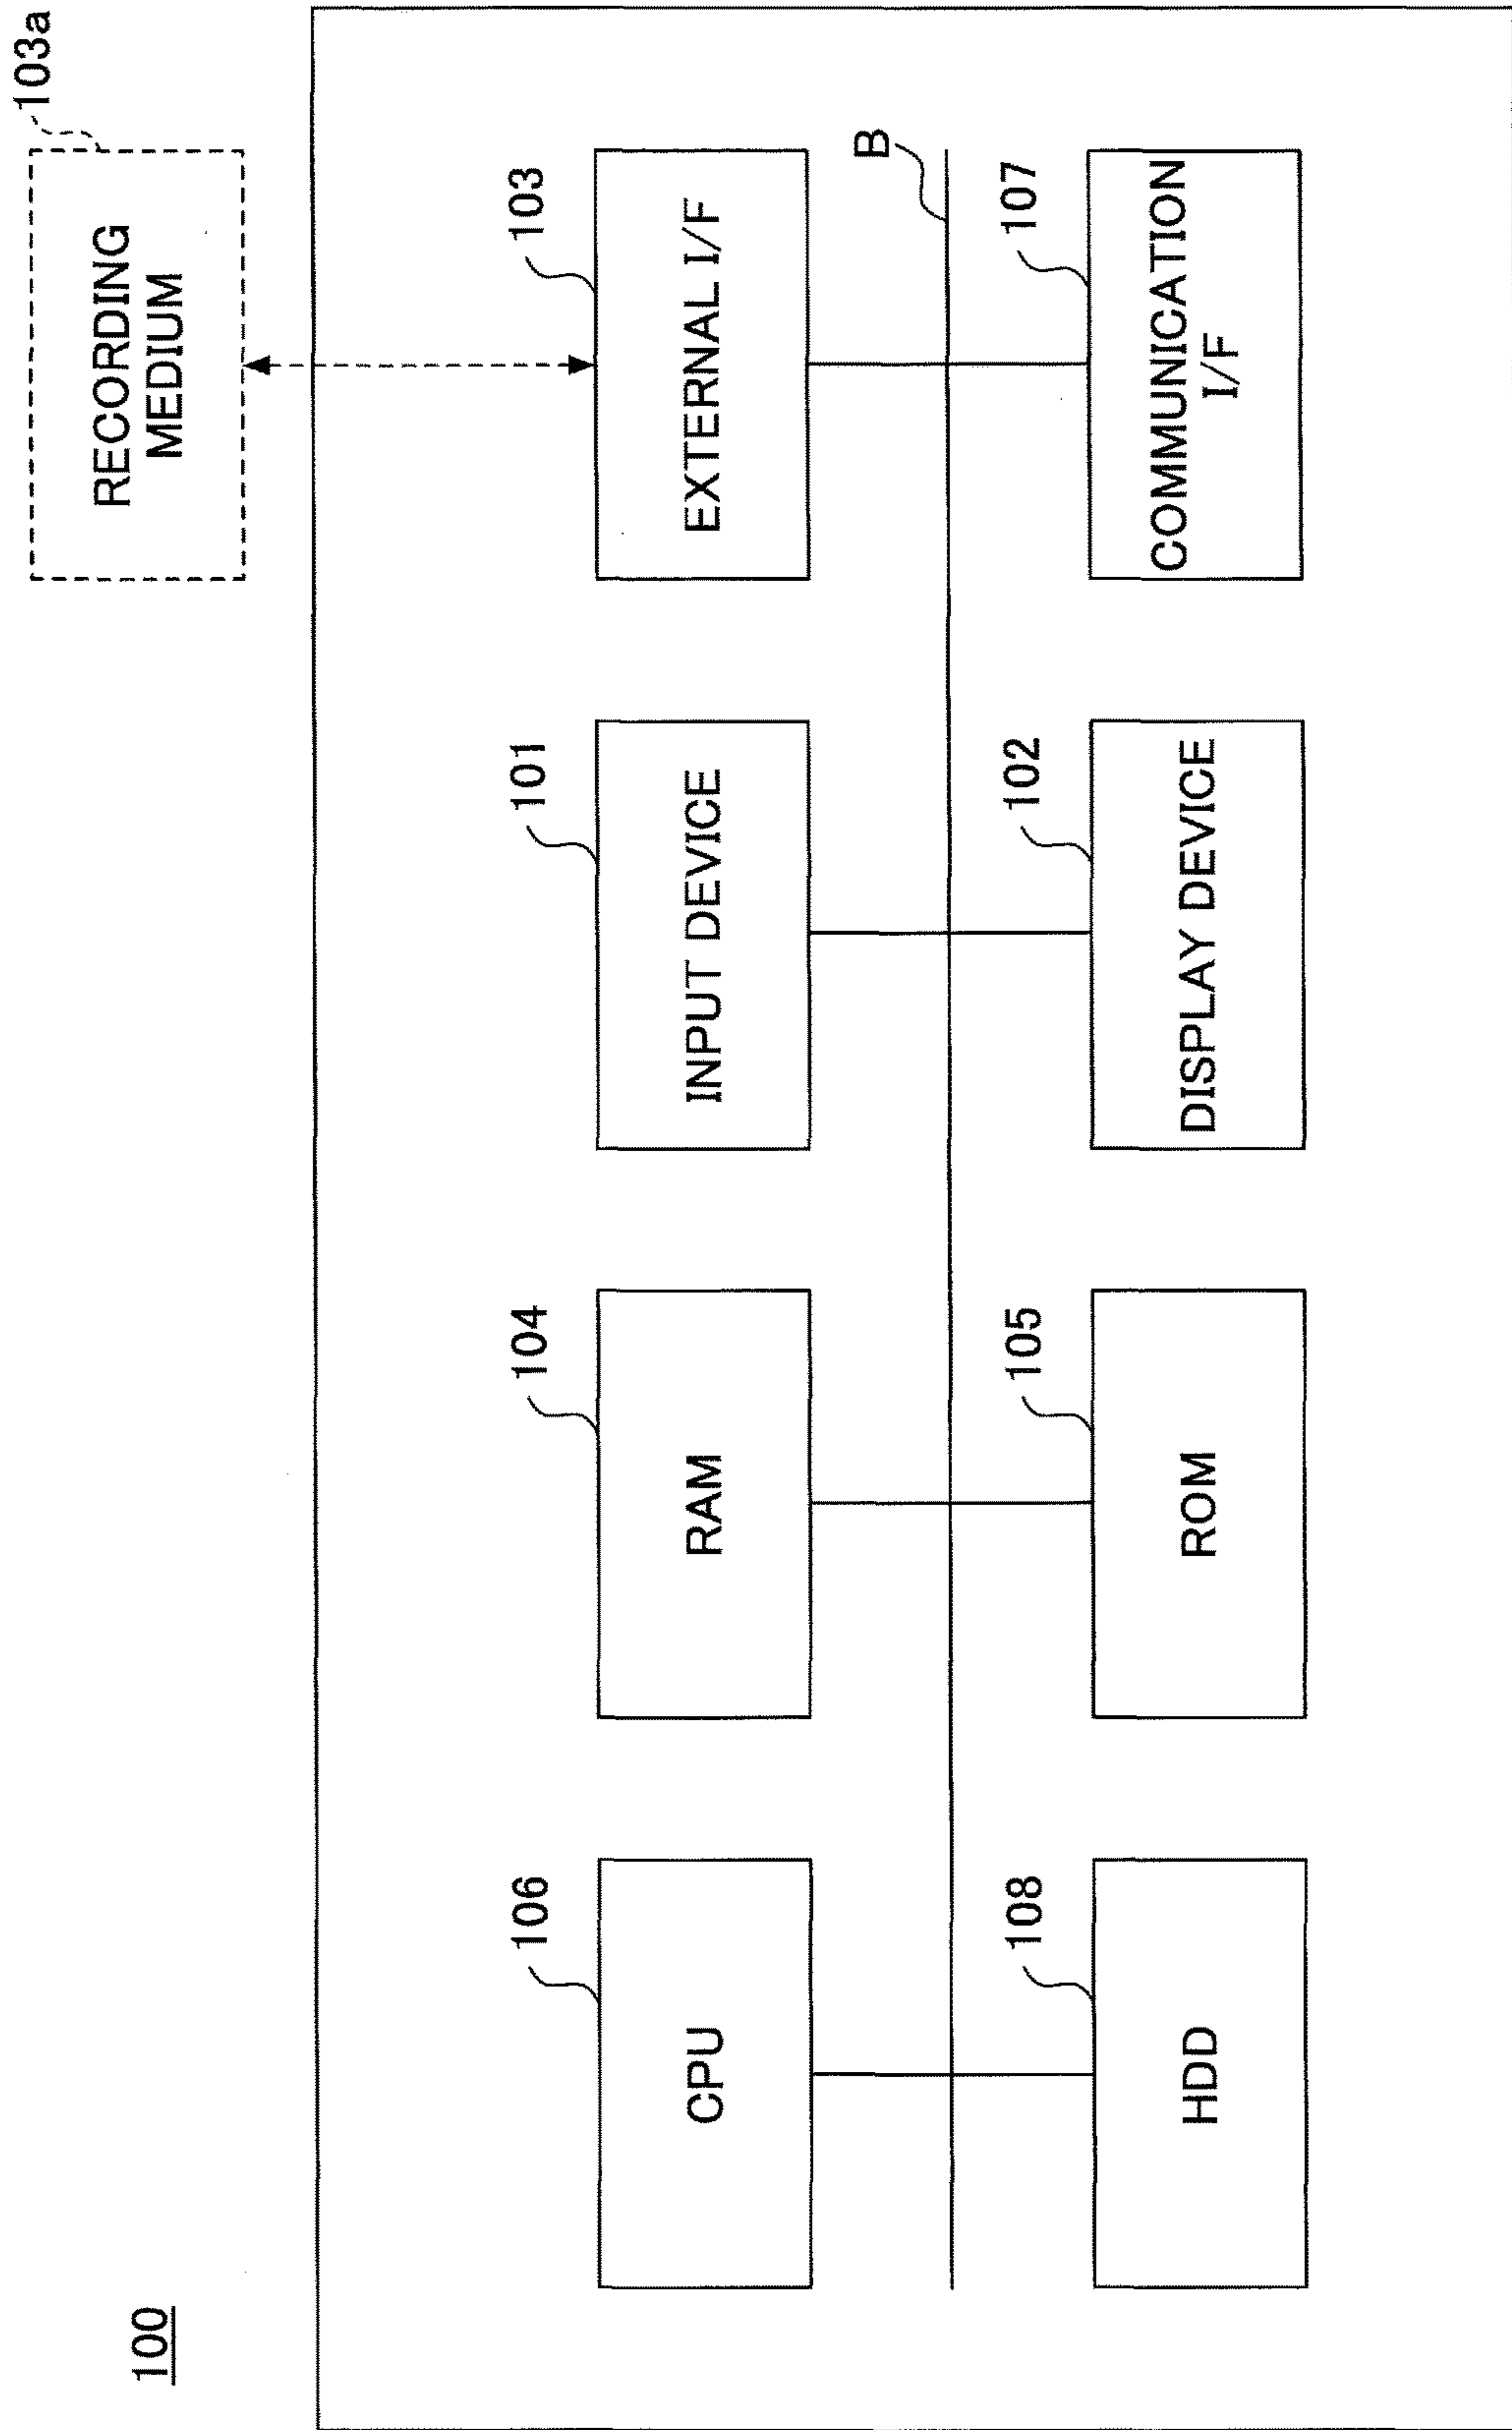 100
RECORDING
MEDIUM
103a
106
CPU
104
RAM
101
INPUT DEVICE
103
EXTERNAL I/F
B
108
HDD
105
ROM
102
DISPLAY DEVICE
107
COMMUNICATION
I/F